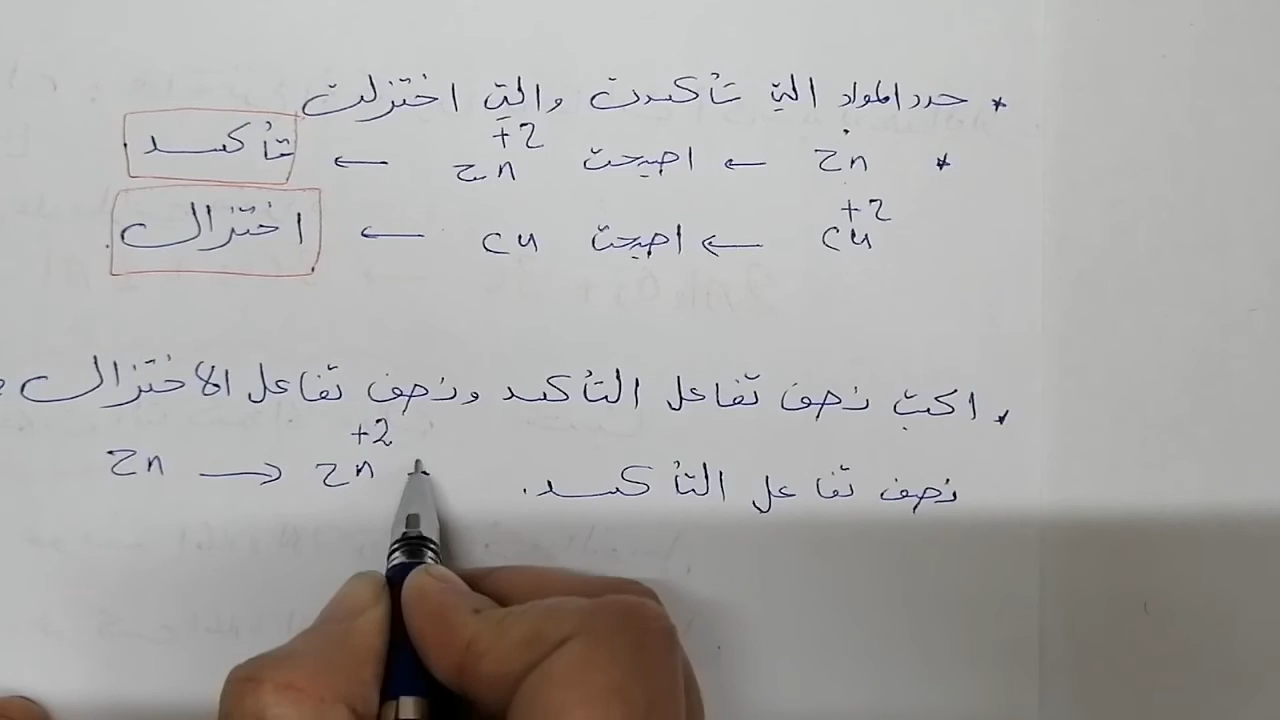 * حدد المواد التي تأكسدت والتي اختزلت
* Zn ← اصبحت Zn+2 ← تأكسد
Cu+2 ← اصبحت Cu ← اختزال
* اكتب نصف تفاعل التأكسد ونصف تفاعل الاختزال
نصف تفاعل التأكسد. Zn → Zn+2